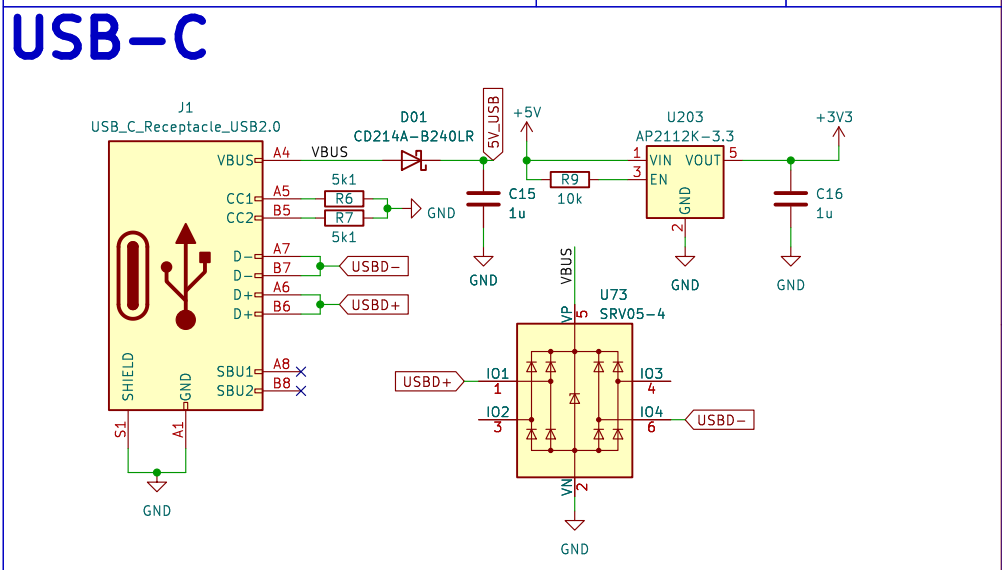 USB-C
J1
USB_C_Receptacle_USB2.0
VBUS
A4
VBUS
CC1
A5
CC2
B5
D-
A7
D-
B7
D+
A6
D+
B6
SBU1
A8
SBU2
B8
SHIELD
GND
S1
A1
GND
5k1
R6
R7
5k1
GND
USBD-
USBD+
D01
CD214A-B240LR
5V_USB
C15
1u
GND
+5V
R9
10k
U203
AP2112K-3.3
1
VIN
VOUT
5
3
EN
GND
2
GND
+3V3
C16
1u
GND
VBUS
U73
SRV05-4
VP
5
USBD+
IO1
1
IO2
3
IO3
4
IO4
6
USBD-
VN
2
GND